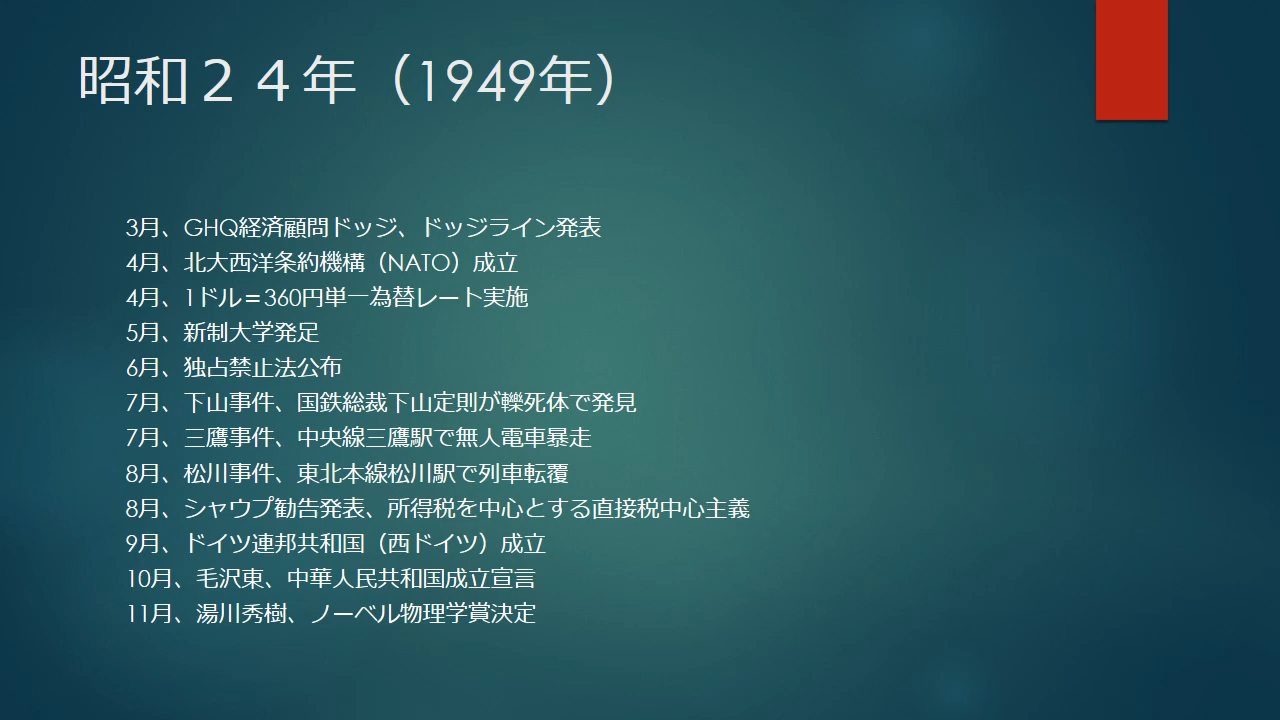 昭和２４年（1949年）
3月、GHQ経済顧問ドッジ、ドッジライン発表
4月、北大西洋条約機構（NATO）成立
4月、1ドル＝360円単一為替レート実施
5月、新制大学発足
6月、独占禁止法公布
7月、下山事件、国鉄総裁下山定則が轢死体で発見
7月、三鷹事件、中央線三鷹駅で無人電車暴走
8月、松川事件、東北本線松川駅で列車転覆
8月、シャウプ勧告発表、所得税を中心とする直接税中心主義
9月、ドイツ連邦共和国（西ドイツ）成立
10月、毛沢東、中華人民共和国成立宣言
11月、湯川秀樹、ノーベル物理学賞決定